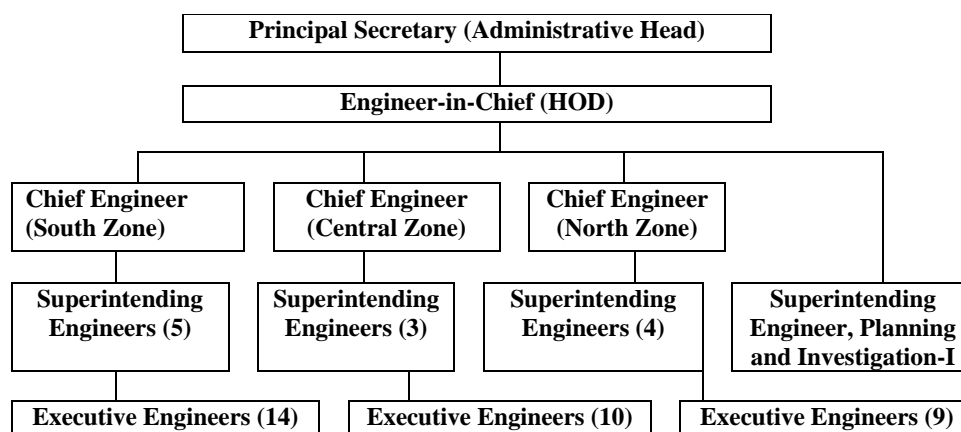 Principal Secretary (Administrative Head)
Engineer-in-Chief (HOD)
Chief Engineer
(South Zone)
Chief Engineer
(Central Zone)
Chief Engineer
(North Zone)
Superintending
Engineers (5)
Superintending
Engineers (3)
Superintending
Engineers (4)
Superintending
Engineer, Planning
and Investigation-I
Executive Engineers (14)
Executive Engineers (10)
Executive Engineers (9)